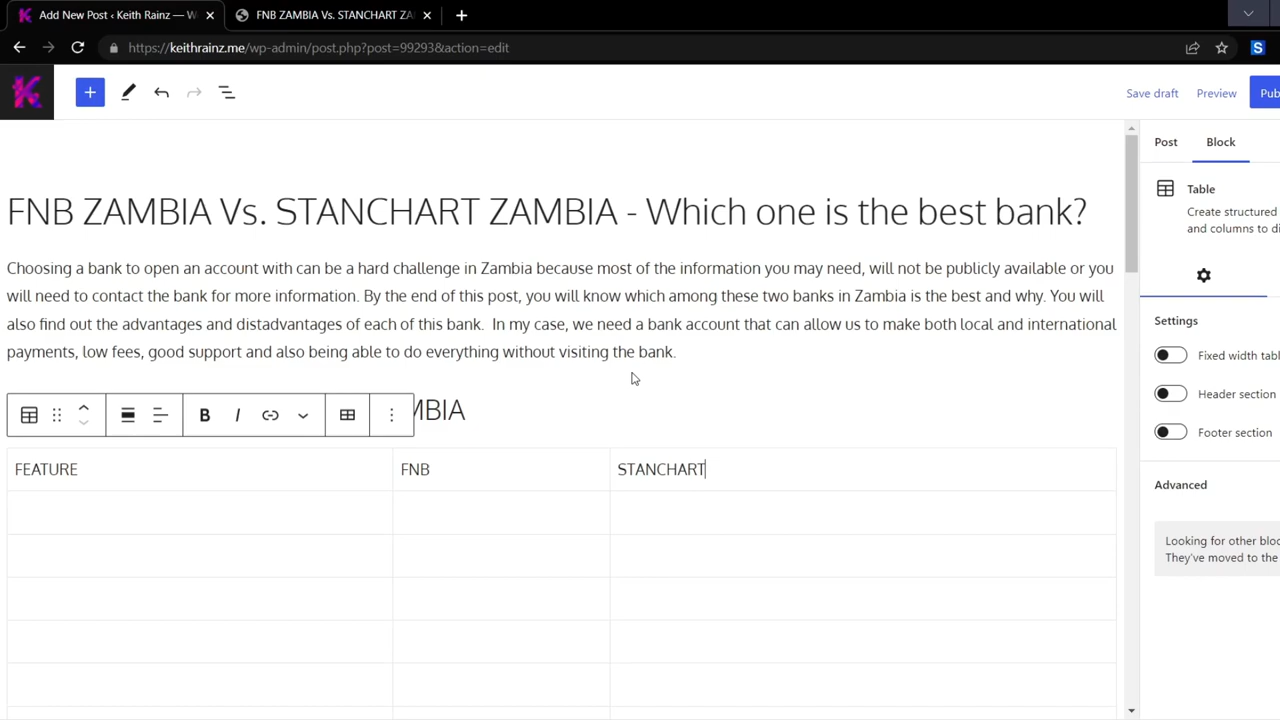 Add New Post ‹ Keith Rainz — W
FNB ZAMBIA Vs. STANCHART ZA
https://keithrainz.me/wp-admin/post.php?post=99293&action=edit
Save draft
Preview
Pub
Post
Block
Table
Create structured
and columns to di
FNB ZAMBIA Vs. STANCHART ZAMBIA - Which one is the best bank?
Choosing a bank to open an account with can be a hard challenge in Zambia because most of the information you may need, will not be publicly available or you
will need to contact the bank for more information. By the end of this post, you will know which among these two banks in Zambia is the best and why. You will
also find out the advantages and distadvantages of each of this bank.  In my case, we need a bank account that can allow us to make both local and international
payments, low fees, good support and also being able to do everything without visiting the bank.
MBIA
B I
FEATURE
FNB
STANCHART
Settings
Fixed width tabl
Header section
Footer section
Advanced
Looking for other bloc
They've moved to the